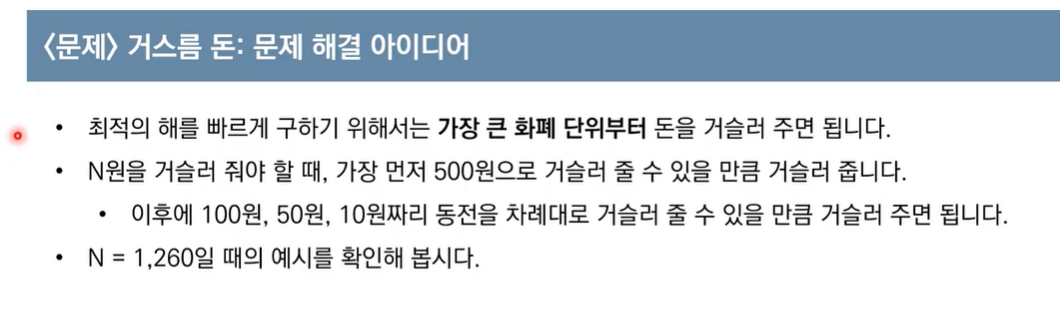 〈문제〉 거스름 돈: 문제 해결 아이디어
• 최적의 해를 빠르게 구하기 위해서는 가장 큰 화폐 단위부터 돈을 거슬러 주면 됩니다.
• N원을 거슬러 줘야 할 때, 가장 먼저 500원으로 거슬러 줄 수 있을 만큼 거슬러 줍니다.
• 이후에 100원, 50원, 10원짜리 동전을 차례대로 거슬러 줄 수 있을 만큼 거슬러 주면 됩니다.
• N = 1,260일 때의 예시를 확인해 봅시다.